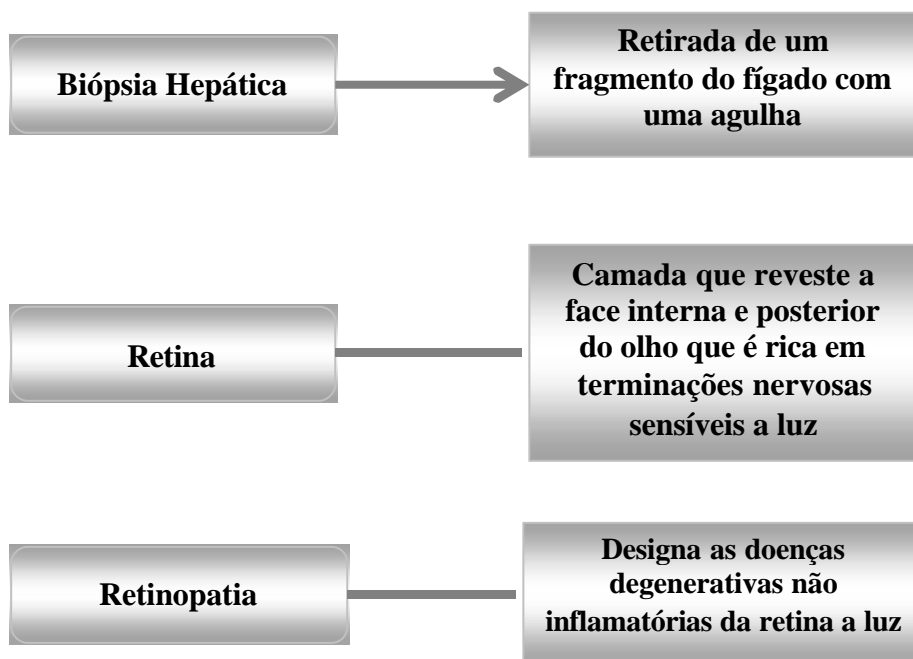 Biópsia Hepática
Retirada de um
fragmento do fígado com
uma agulha
Retina
Camada que reveste a
face interna e posterior
do olho que é rica em
terminações nervosas
sensíveis a luz
Retinopatia
Designa as doenças
degenerativas não
inflamatórias da retina a luz